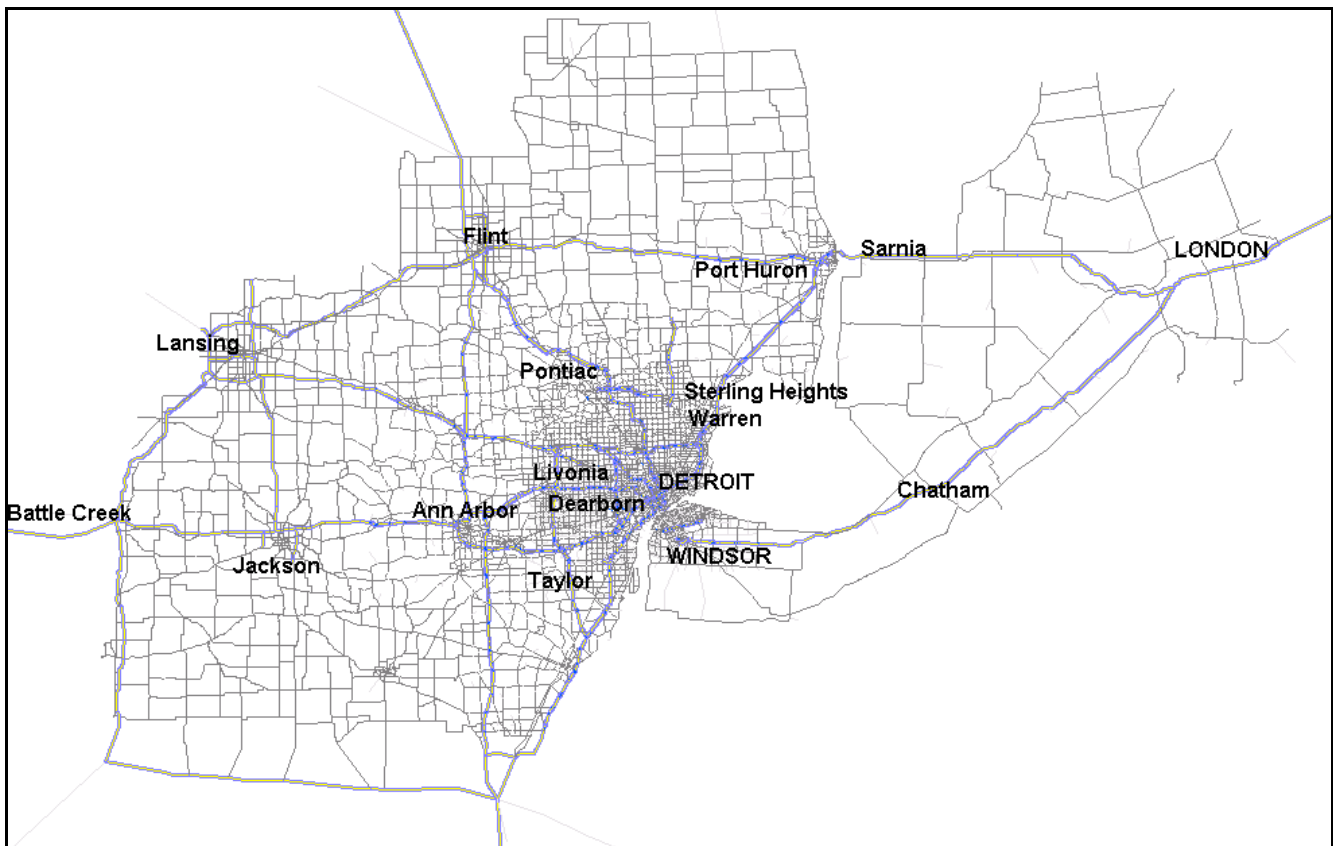 Flint
Sarnia
LONDON
Port Huron
Lansing
Pontiac
Sterling Heights
Warren
Livonia
DETROIT
Chatham
Dearborn
Battle Creek
Ann Arbor
WINDSOR
Jackson
Taylor